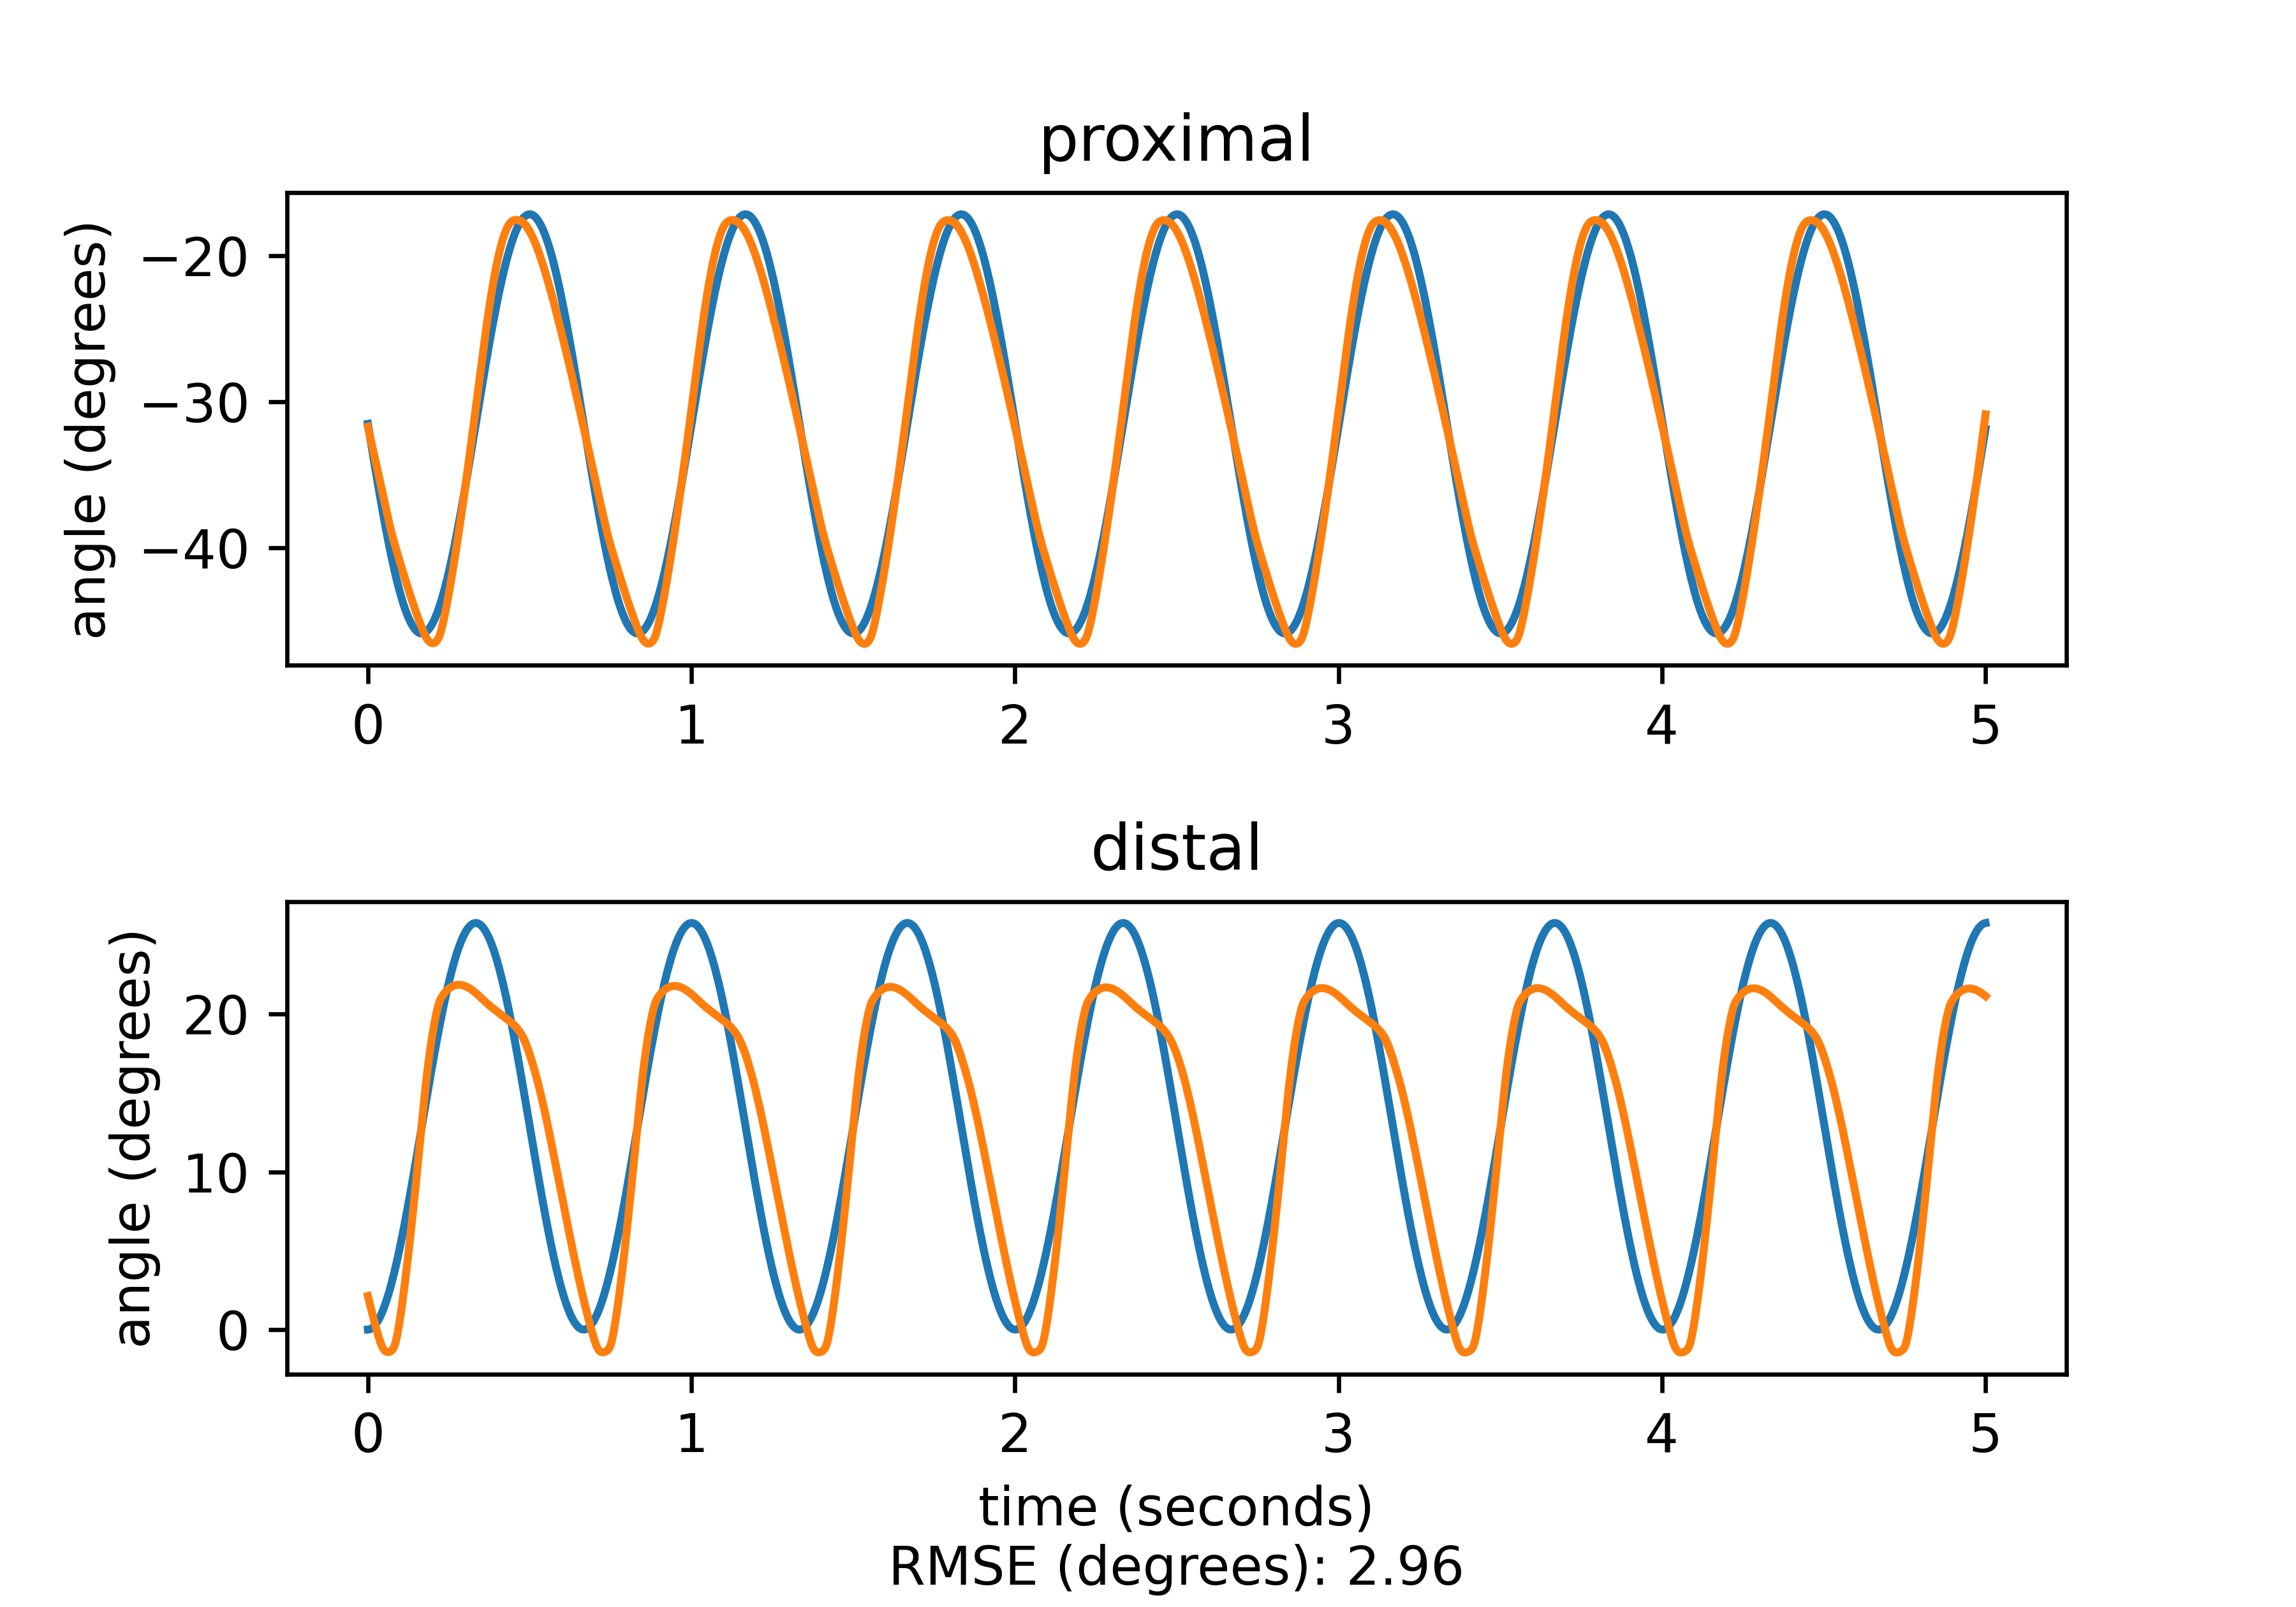 proximal
angle (degrees)
−20
−30
−40
0 1 2 3 4 5
distal
angle (degrees)
20
10
0
0 1 2 3 4 5
time (seconds)
RMSE (degrees): 2.96